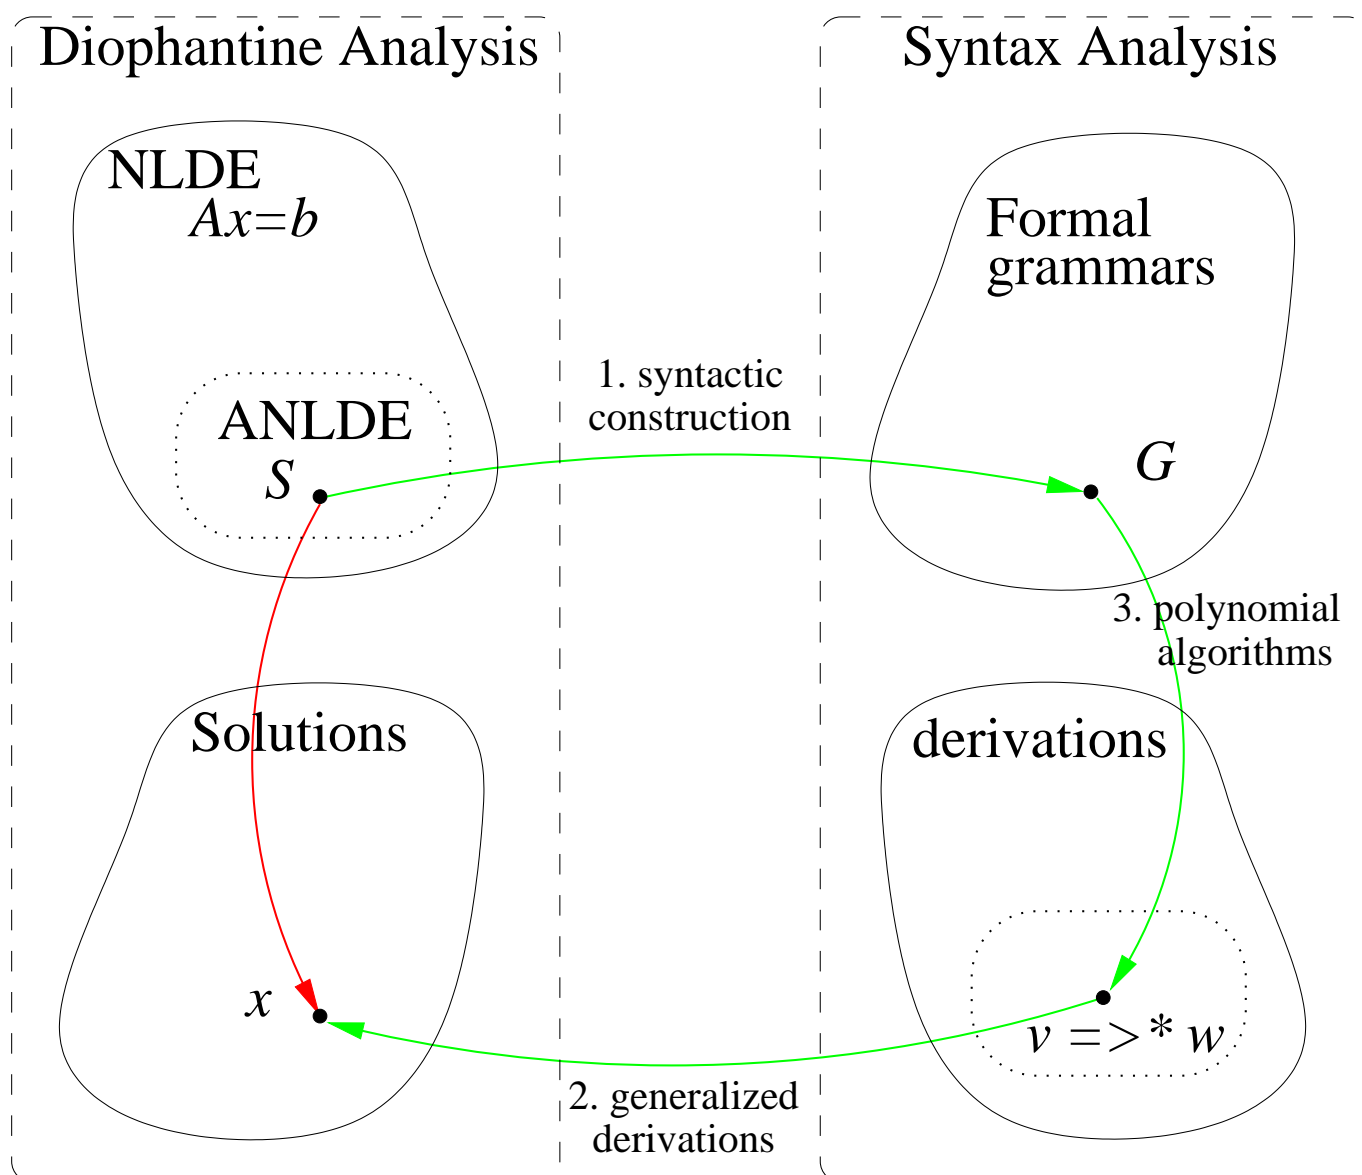 Diophantine Analysis
Syntax Analysis
NLDE
Ax=b
Formal
grammars
1. syntactic
construction
ANLDE
S
G
3. polynomial
algorithms
Solutions
derivations
x
v =>* w
2. generalized
derivations